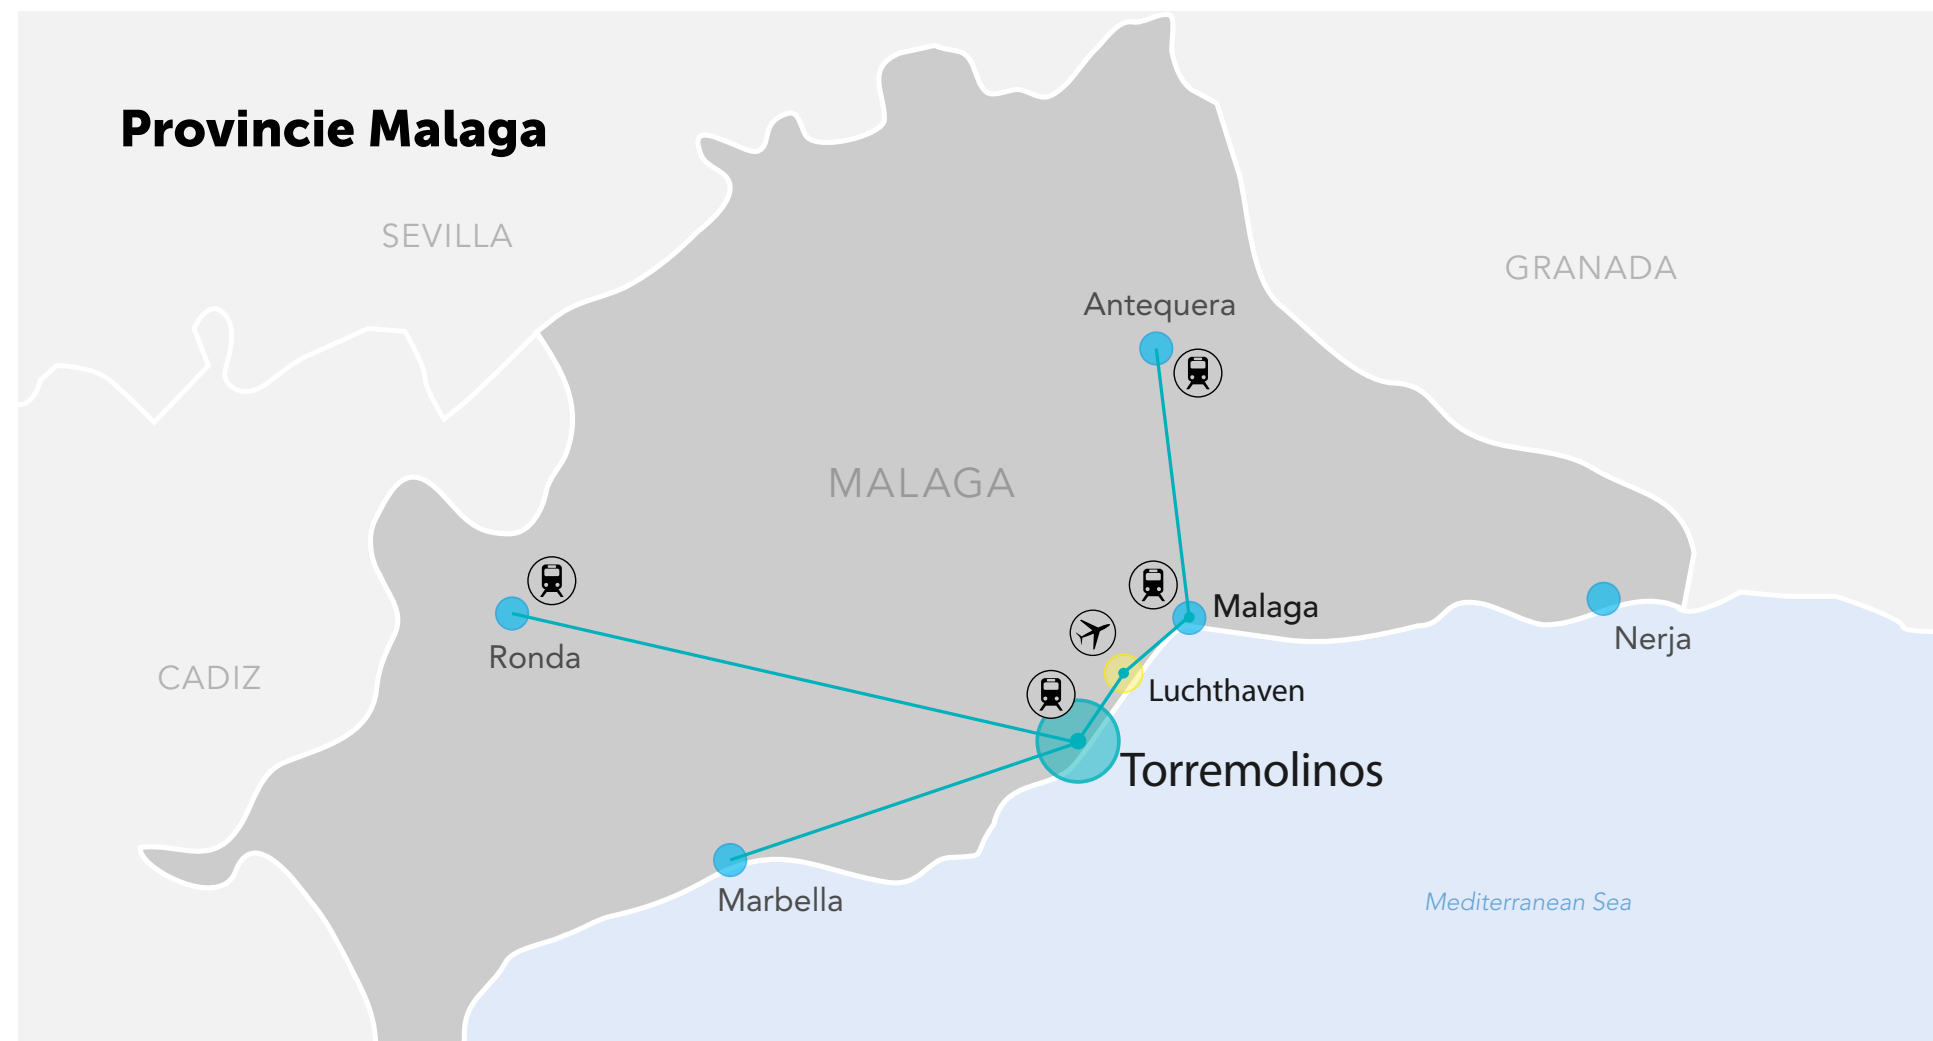 Provincie Malaga
SEVILLA
GRANADA
Antequera
MALAGA
Malaga
Nerja
Ronda
CADIZ
Luchthaven
Torremolinos
Marbella
Mediterranean Sea